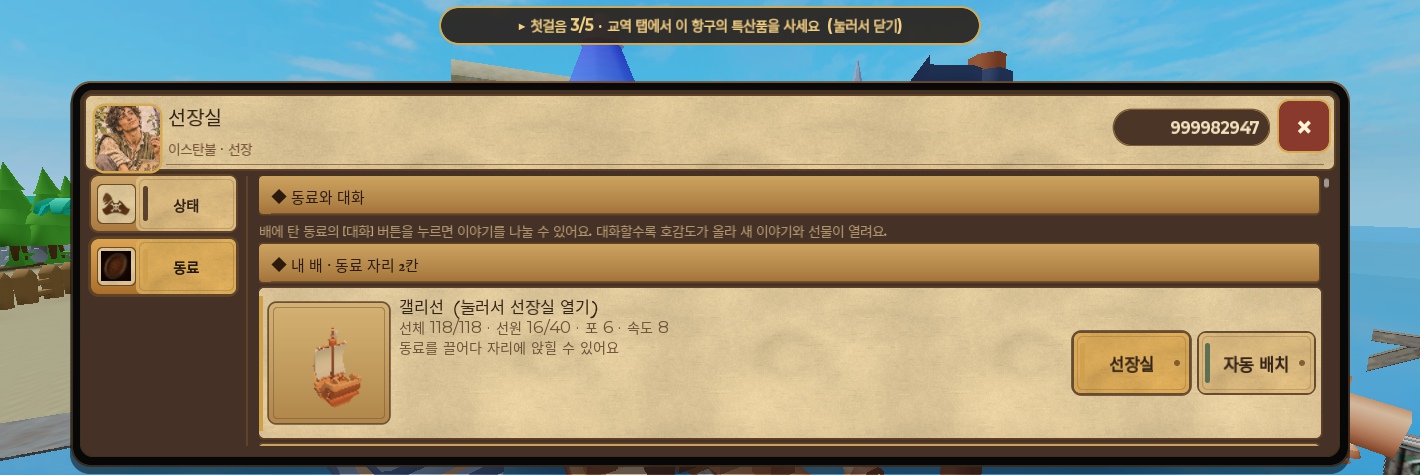 ▸ 첫걸음 3/5 · 교역 탭에서 이 항구의 특산품을 사세요 (눌러서 닫기)
선장실
이스탄불 · 선장
999982947
×
상태
동료
◆ 동료와 대화
배에 탄 동료의 [대화] 버튼을 누르면 이야기를 나눌 수 있어요. 대화할수록 호감도가 올라 새 이야기와 선물이 열려요.
◆ 내 배 · 동료 자리 2칸
갤리선 (눌러서 선장실 열기)
선체 118/118 · 선원 16/40 · 포 6 · 속도 8
동료를 끌어다 자리에 앉힐 수 있어요
선장실
자동 배치